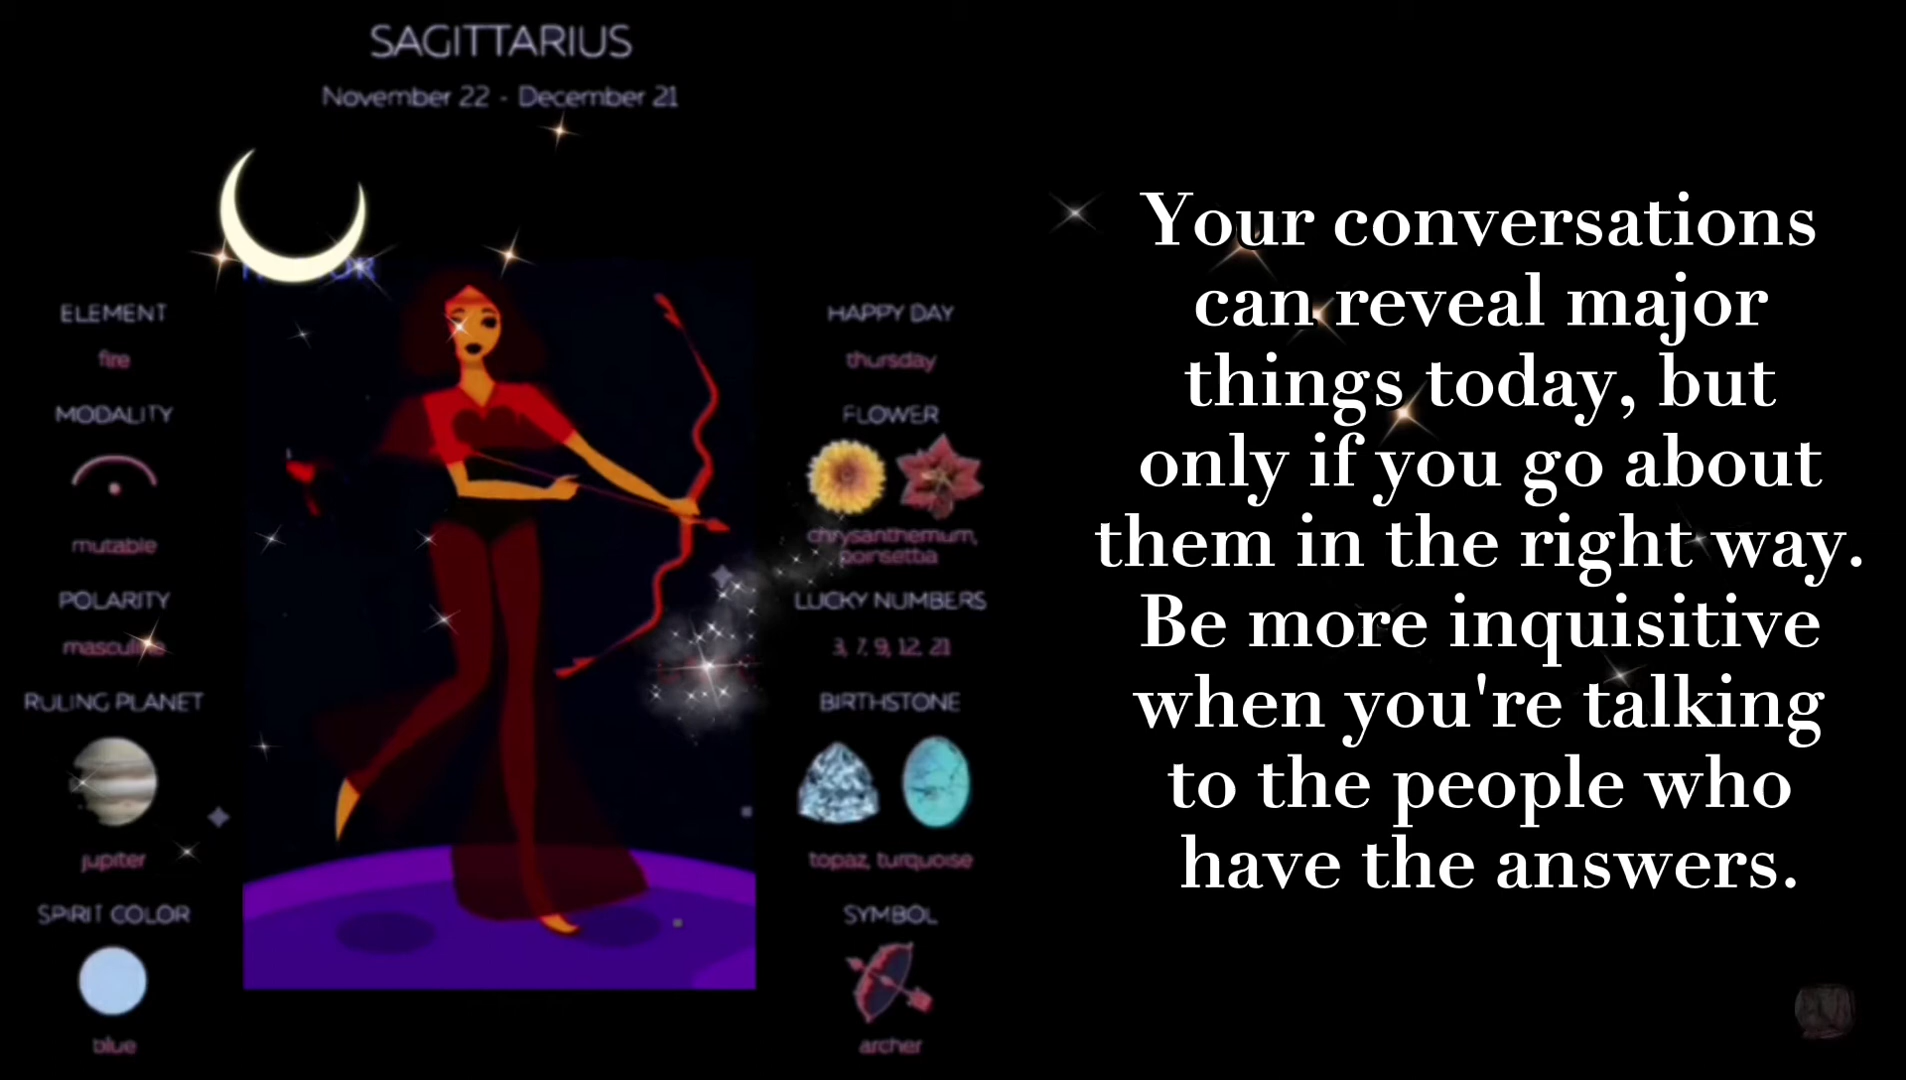 SAGITTARIUS
November 22 - December 21
ELEMENT
fire
MODALITY
mutable
POLARITY
masculine
RULING PLANET
jupiter
SPIRIT COLOR
blue
HAPPY DAY
thursday
FLOWER
chrysanthemum,
poinsettia
LUCKY NUMBERS
3, 7, 9, 12, 21
BIRTHSTONE
topaz, turquoise
SYMBOL
archer
Your conversations
can reveal major
things today, but
only if you go about
them in the right way.
Be more inquisitive
when you're talking
to the people who
have the answers.